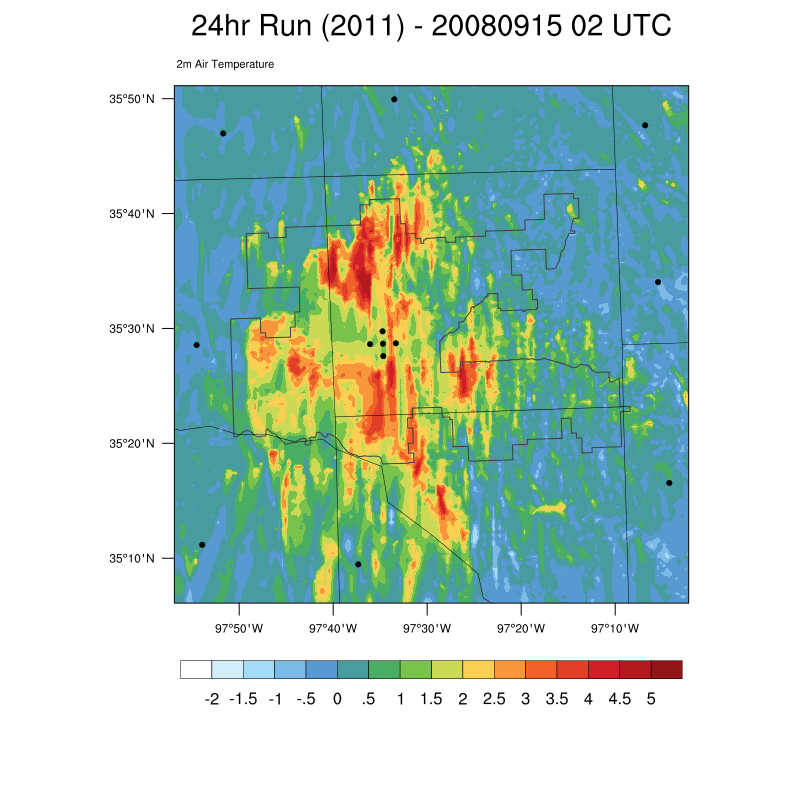 24hr Run (2011) - 20080915 02 UTC
2m Air Temperature
35°50'N
35°40'N
35°30'N
35°20'N
35°10'N
97°50'W 97°40'W 97°30'W 97°20'W 97°10'W
-2 -1.5 -1 -.5 0 .5 1 1.5 2 2.5 3 3.5 4 4.5 5